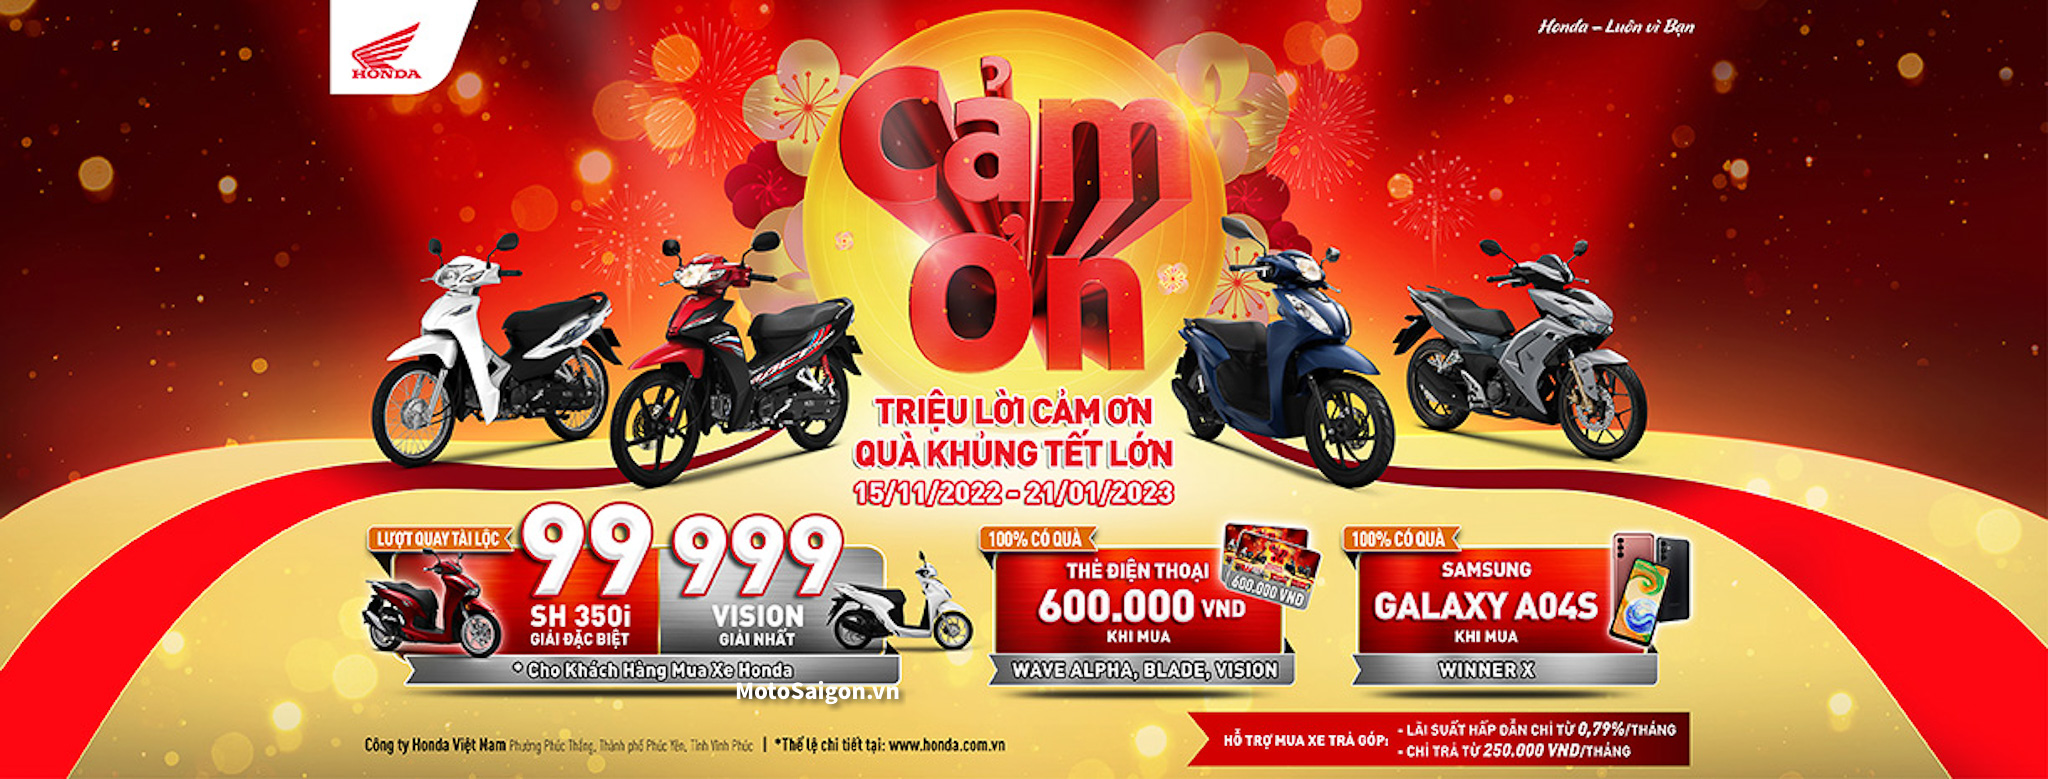 HONDA
Honda – Luôn vì Bạn
Cảm
Ơn
TRIỆU LỜI CẢM ƠN
QUÀ KHỦNG TẾT LỚN
15/11/2022 - 21/01/2023
LƯỢT QUAY TÀI LỘC
99
SH 350i
GIẢI ĐẶC BIỆT
999
VISION
GIẢI NHẤT
* Cho Khách Hàng Mua Xe Honda
MotoSaigon.vn
100% CÓ QUÀ
THẺ ĐIỆN THOẠI
600.000 VND
KHI MUA
600.000 VND
WAVE ALPHA, BLADE, VISION
100% CÓ QUÀ
SAMSUNG
GALAXY A04S
KHI MUA
WINNER X
Công ty Honda Việt Nam Phường Phúc Thắng, Thành phố Phúc Yên, Tỉnh Vĩnh Phúc | *Thể lệ chi tiết tại: www.honda.com.vn
HỖ TRỢ MUA XE TRẢ GÓP:
- LÃI SUẤT HẤP DẪN CHỈ TỪ 0,79%/THÁNG
- CHỈ TRẢ TỪ 250.000 VND/THÁNG